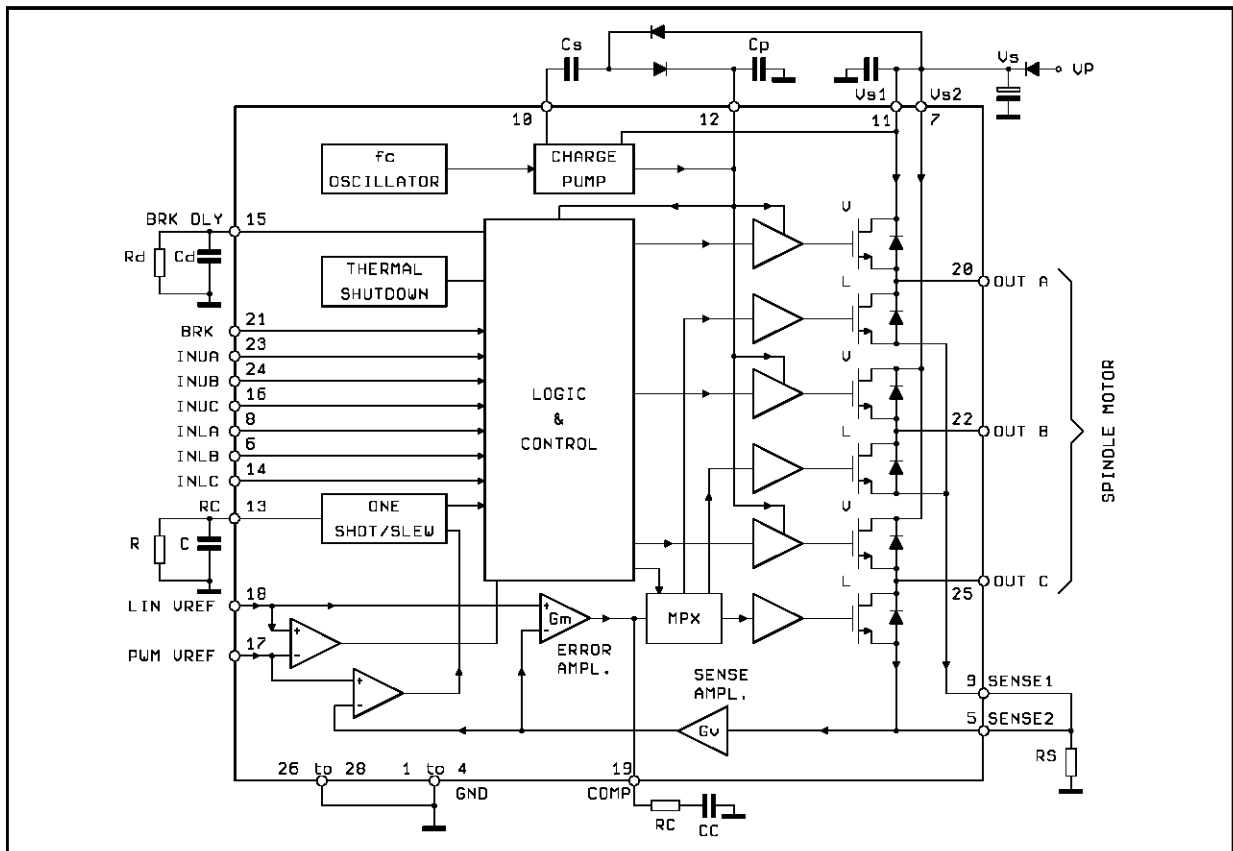 Cs
Cp
Vs
VP
Vs1
Vs2
10
12
11
7
fc
OSCILLATOR
CHARGE
PUMP
BRK DLY
15
Rd
Cd
THERMAL
SHUTDOWN
BRK
21
INUA
23
INUB
24
INUC
16
INLA
8
INLB
6
INLC
14
RC
13
R
C
ONE
SHOT/SLEW
LOGIC
&
CONTROL
U
L
U
L
U
L
20
OUT A
22
OUT B
OUT C
25
SPINDLE MOTOR
LIN VREF
18
PWM VREF
17
+
-
+
-
+
-
Gm
ERROR
AMPL.
MPX
SENSE
AMPL.
Gv
9
SENSE1
5
SENSE2
RS
26 to 28
1 to 4
GND
19
COMP
RC
CC